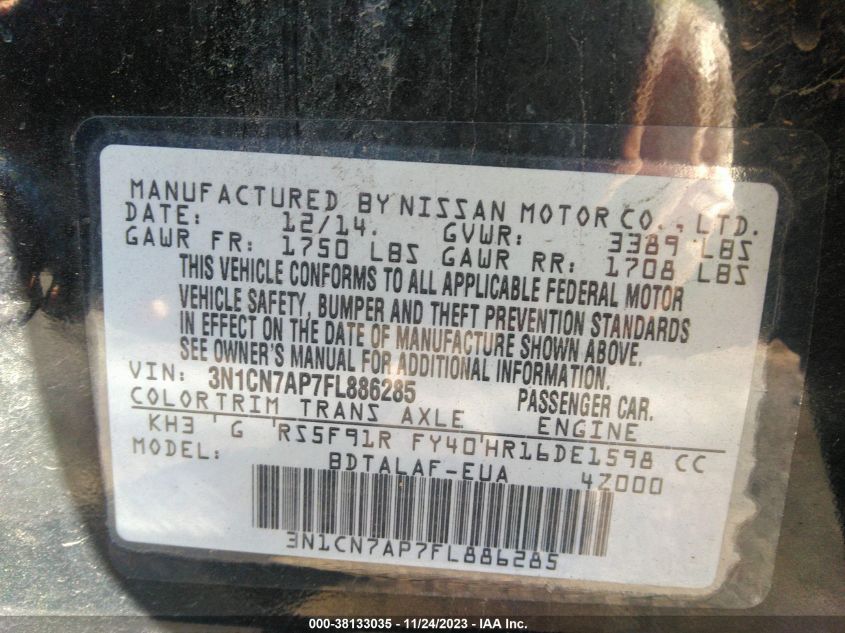 MANUFACTURED BY NISSAN MOTOR CO., LTD.
DATE: 12/14. GVWR: 3389 LBS
GAWR FR: 1750 LBS GAWR RR: 1708 LBS
THIS VEHICLE CONFORMS TO ALL APPLICABLE FEDERAL MOTOR
VEHICLE SAFETY, BUMPER AND THEFT PREVENTION STANDARDS
IN EFFECT ON THE DATE OF MANUFACTURE SHOWN ABOVE.
SEE OWNER'S MANUAL FOR ADDITIONAL INFORMATION.
VIN: 3N1CN7AP7FL886285 PASSENGER CAR.
COLOR TRIM TRANS AXLE ENGINE
KH3 ' G 'RS5F91R FY40'HR16DE1598 CC
MODEL: BDTALAF-EUA 4Z000
3N1CN7AP7FL886285
000-38133035 - 11/24/2023 - IAA Inc.